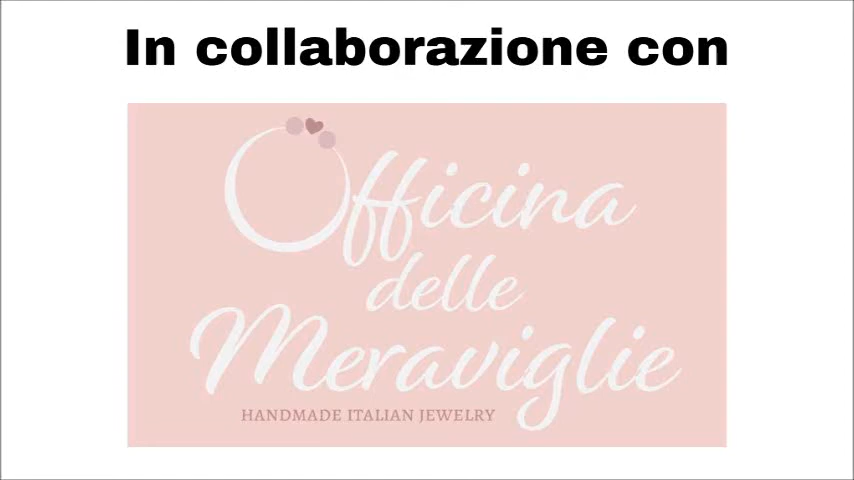 In collaborazione con
Officina
delle
Meraviglie
HANDMADE ITALIAN JEWELRY